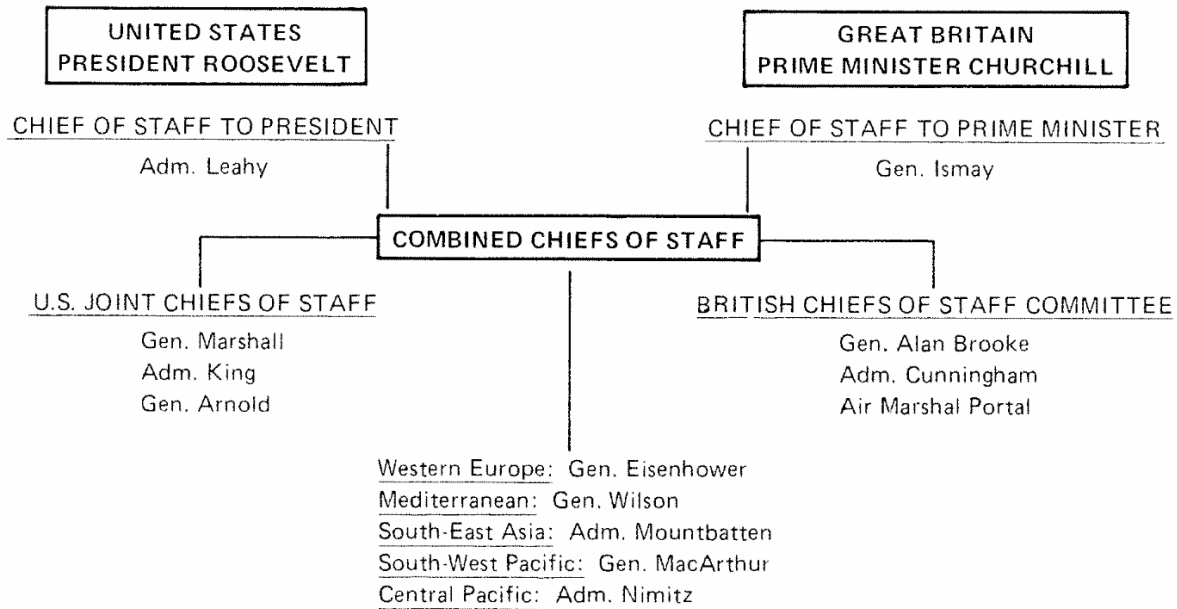 UNITED STATES
PRESIDENT ROOSEVELT
GREAT BRITAIN
PRIME MINISTER CHURCHILL
CHIEF OF STAFF TO PRESIDENT
Adm. Leahy
CHIEF OF STAFF TO PRIME MINISTER
Gen. Ismay
COMBINED CHIEFS OF STAFF
U.S. JOINT CHIEFS OF STAFF
Gen. Marshall
Adm. King
Gen. Arnold
BRITISH CHIEFS OF STAFF COMMITTEE
Gen. Alan Brooke
Adm. Cunningham
Air Marshal Portal
Western Europe: Gen. Eisenhower
Mediterranean: Gen. Wilson
South-East Asia: Adm. Mountbatten
South-West Pacific: Gen. MacArthur
Central Pacific: Adm. Nimitz